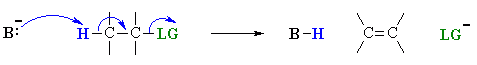 B:⁻ H–C–C–LG ⟶ B–H C=C LG⁻